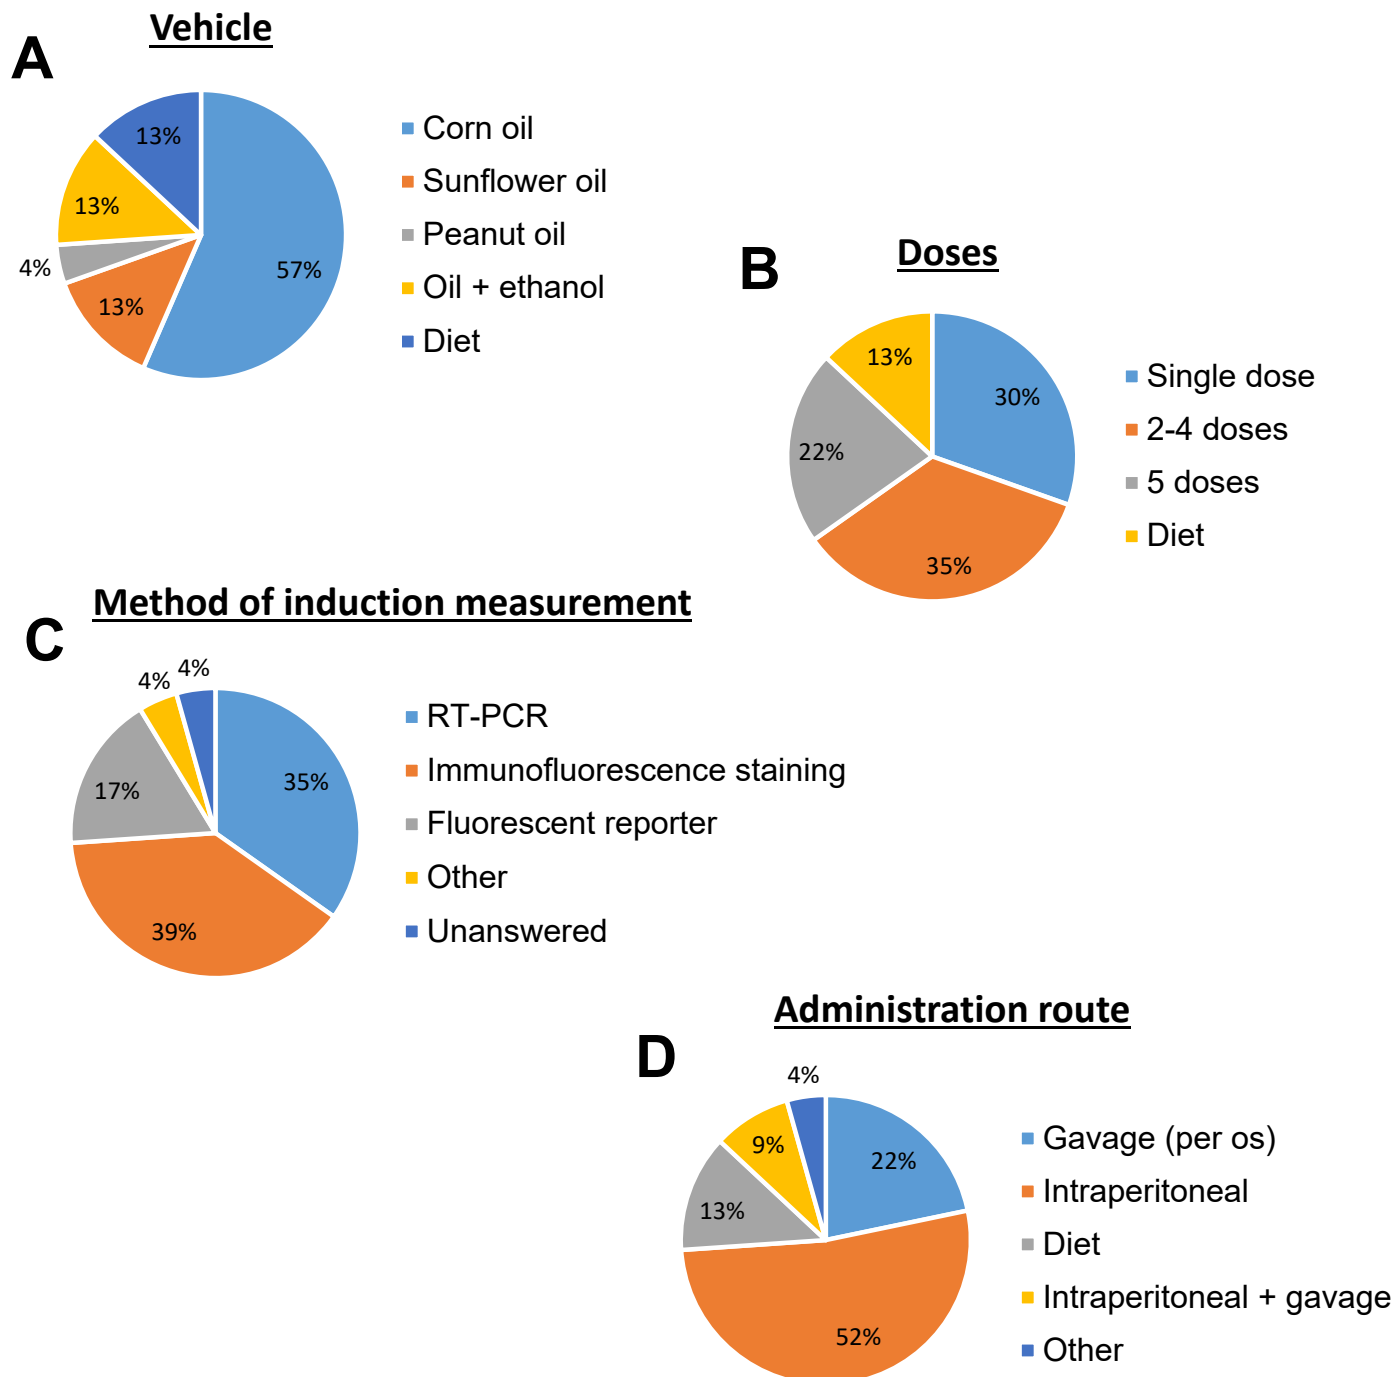 Vehicle
A
13%
13%
4%
13%
57%
Corn oil
Sunflower oil
Peanut oil
Oil + ethanol
Diet
Doses
B
13%
30%
22%
35%
Single dose
2-4 doses
5 doses
Diet
Method of induction measurement
C
4%
4%
35%
17%
39%
RT-PCR
Immunofluorescence staining
Fluorescent reporter
Other
Unanswered
Administration route
D
4%
9%
22%
13%
52%
Gavage (per os)
Intraperitoneal
Diet
Intraperitoneal + gavage
Other